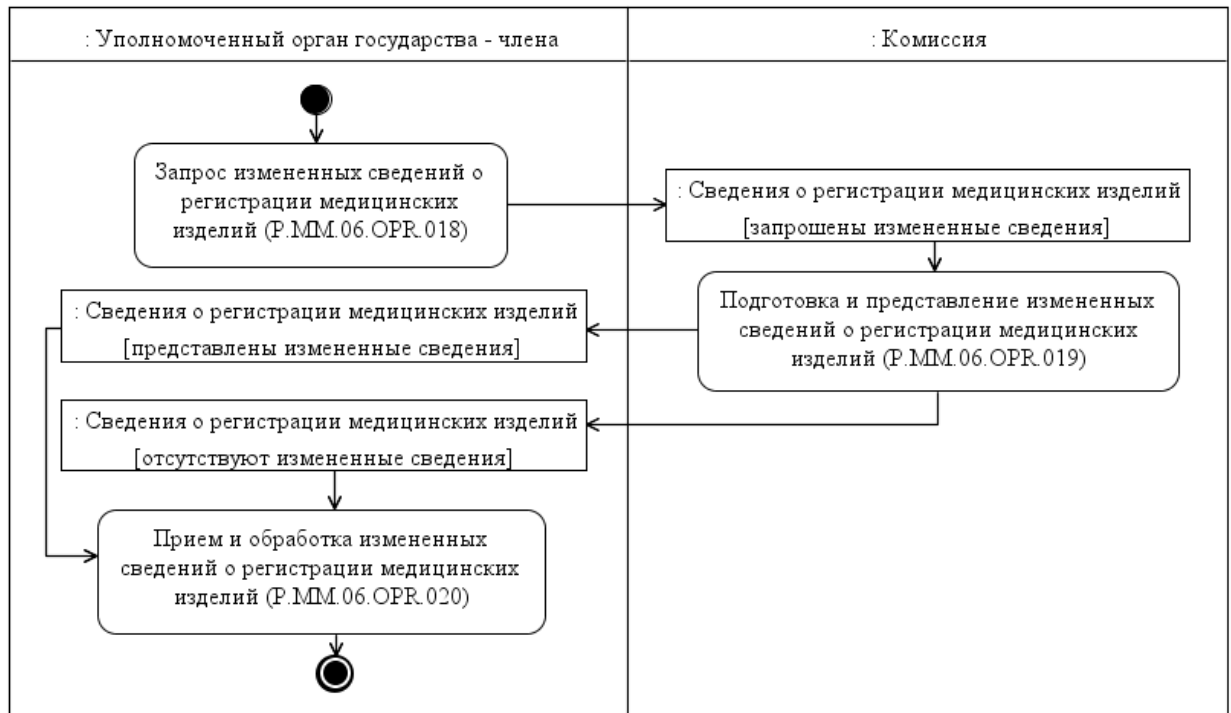 : Уполномоченный орган государства - члена
: Комиссия
Запрос измененных сведений о
регистрации медицинских
изделий (P.MM.06.OPR.018)
: Сведения о регистрации медицинских изделий
[запрошены измененные сведения]
Подготовка и представление измененных
сведений о регистрации медицинских
изделий (P.MM.06.OPR.019)
: Сведения о регистрации медицинских изделий
[представлены измененные сведения]
: Сведения о регистрации медицинских изделий
[отсутствуют измененные сведения]
Прием и обработка измененных
сведений о регистрации медицинских
изделий (P.MM.06.OPR.020)